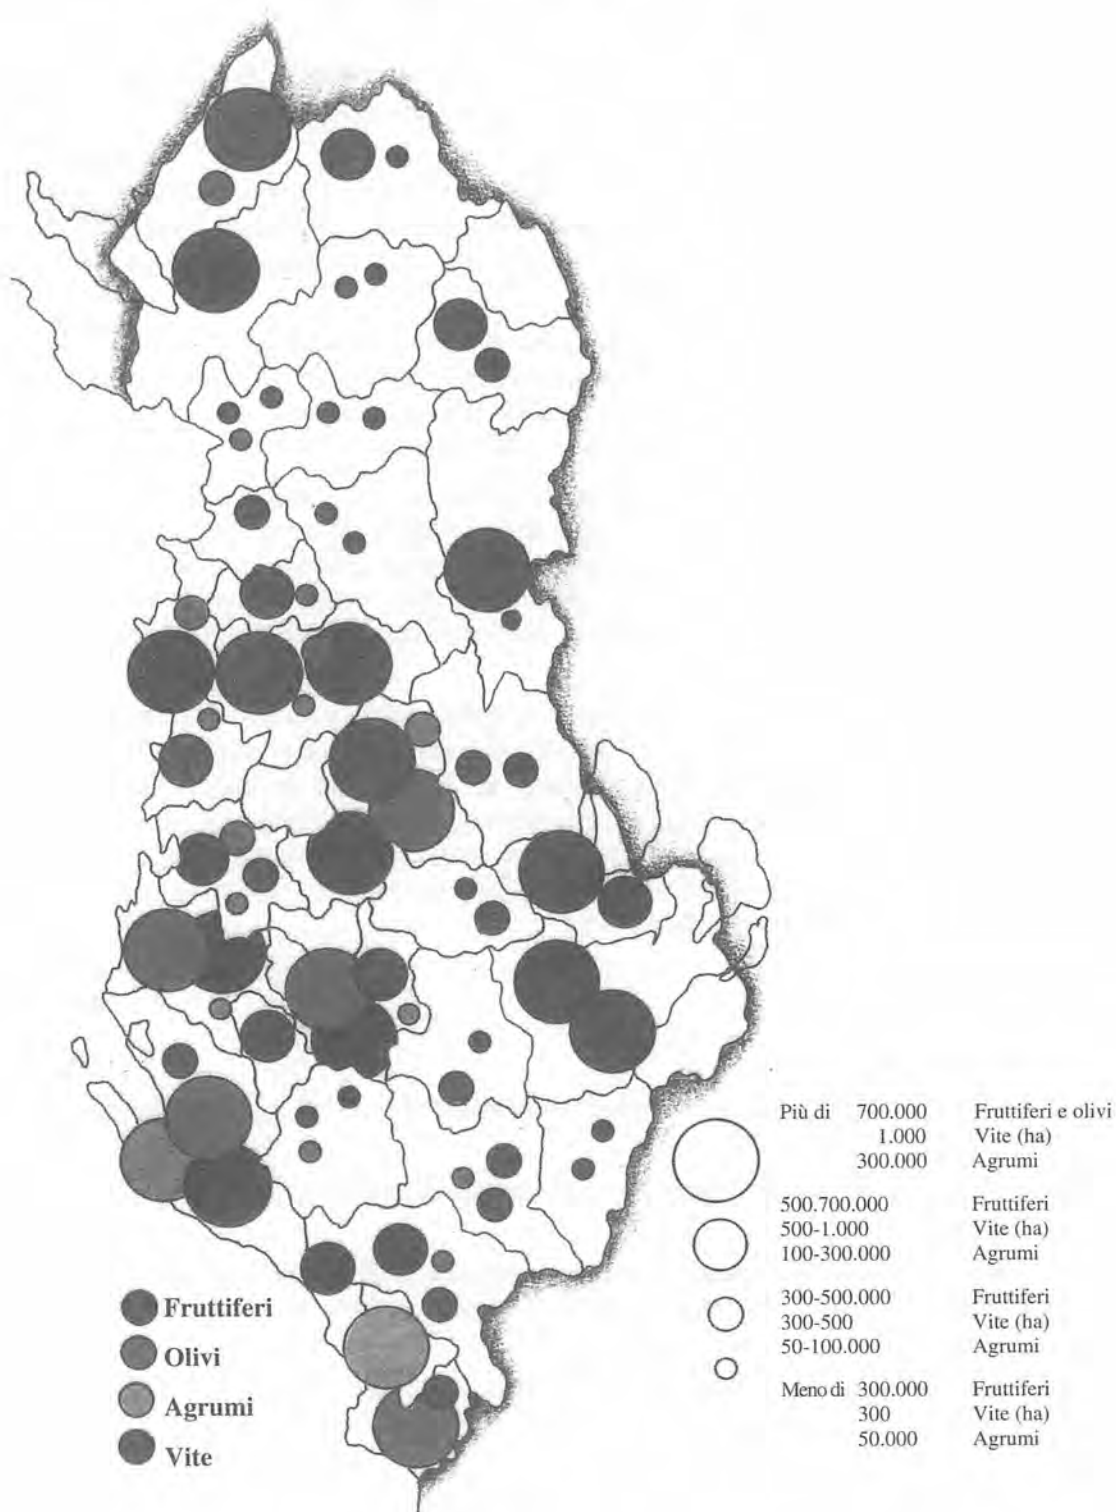 Più di 700.000 Fruttiferi e olivi
1.000 Vite (ha)
300.000 Agrumi
500.700.000 Fruttiferi
500-1.000 Vite (ha)
100-300.000 Agrumi
300-500.000 Fruttiferi
300-500 Vite (ha)
50-100.000 Agrumi
Meno di 300.000 Fruttiferi
300 Vite (ha)
50.000 Agrumi
Fruttiferi
Olivi
Agrumi
Vite